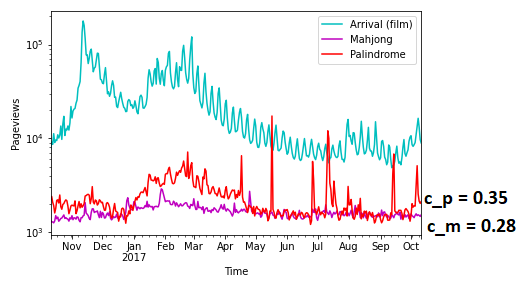 Arrival (film)
Mahjong
Palindrome
10^5
10^4
10^3
Pageviews
c_p = 0.35
c_m = 0.28
Nov Dec Jan Feb Mar Apr May Jun Jul Aug Sep Oct
2017
Time